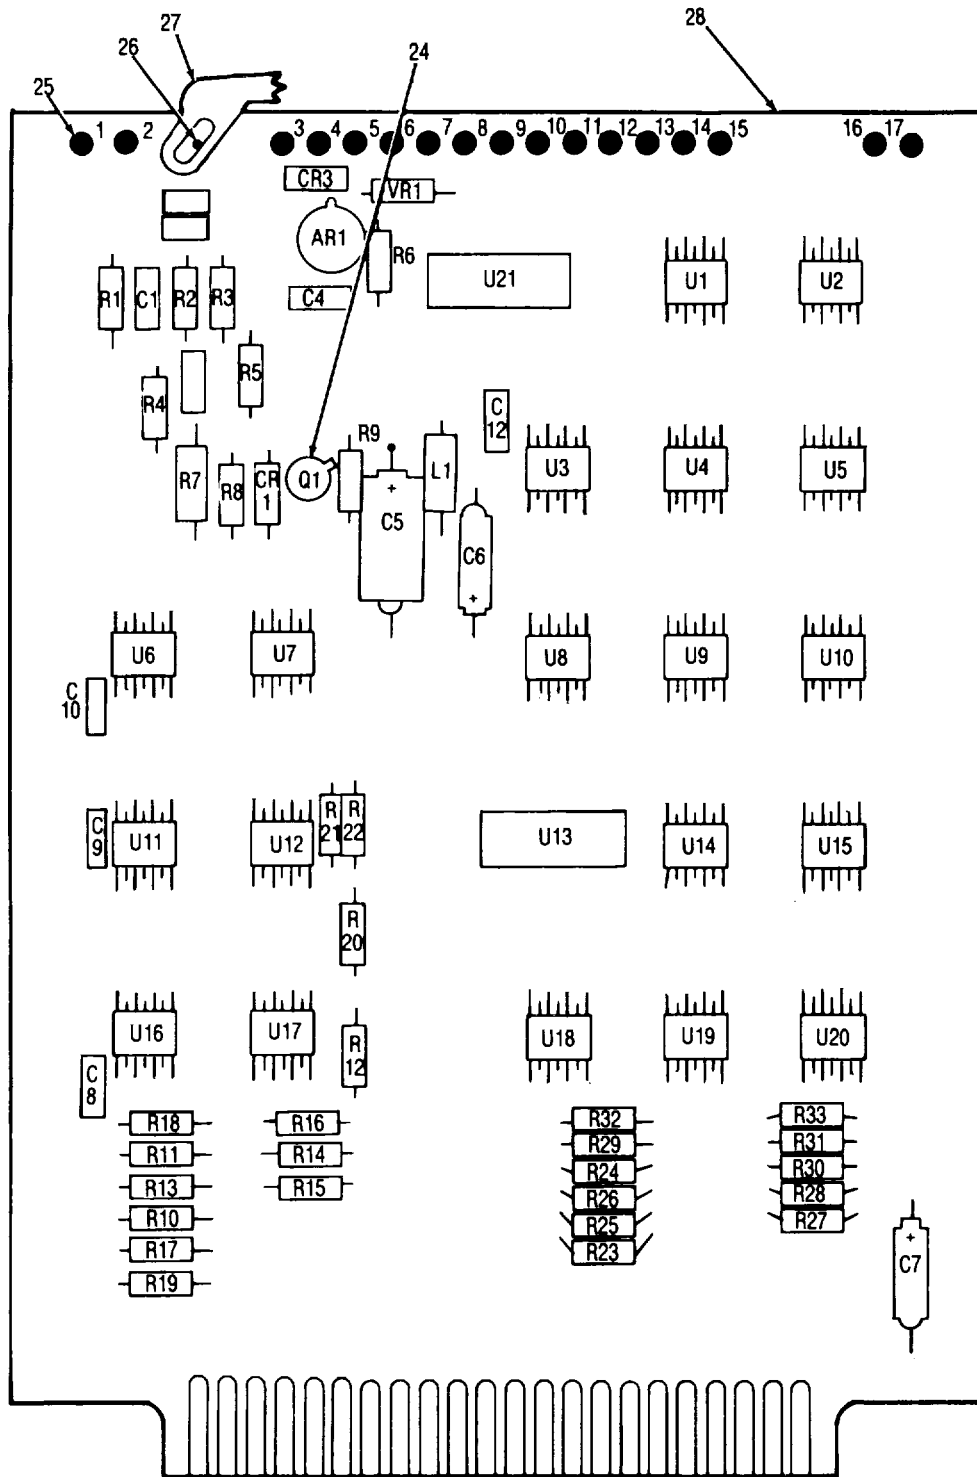 27
28
26
24
25
1 2 3 4 5 6 7 8 9 10 11 12 13 14 15 16 17
CR3
VR1
AR1
R6
U21
U1
U2
R1
C1
R2
R3
C4
R5
R4
C
12
R9
L1
U3
U4
U5
R7
R8
CR
1
Q1
+
C5
C6
+
U6
U7
U8
U9
U10
C
10
C
9
U11
U12
R
21
R
22
U13
U14
U15
R
20
U16
U17
R
12
U18
U19
U20
C
8
R18
R16
R32
R33
R11
R14
R29
R31
R13
R15
R24
R30
R10
R26
R28
R17
R25
R27
R19
R23
+
C7